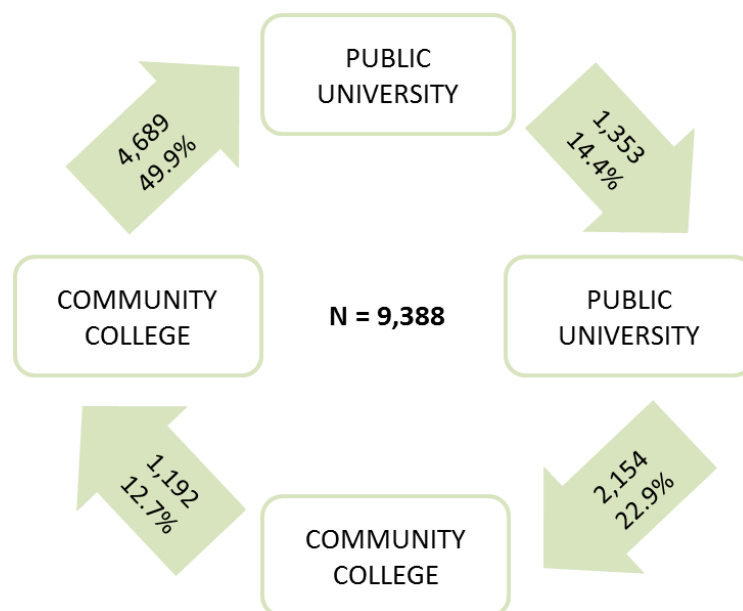 PUBLIC
UNIVERSITY
4,689
49.9%
1,353
14.4%
COMMUNITY
COLLEGE
N = 9,388
PUBLIC
UNIVERSITY
1,192
12.7%
2,154
22.9%
COMMUNITY
COLLEGE